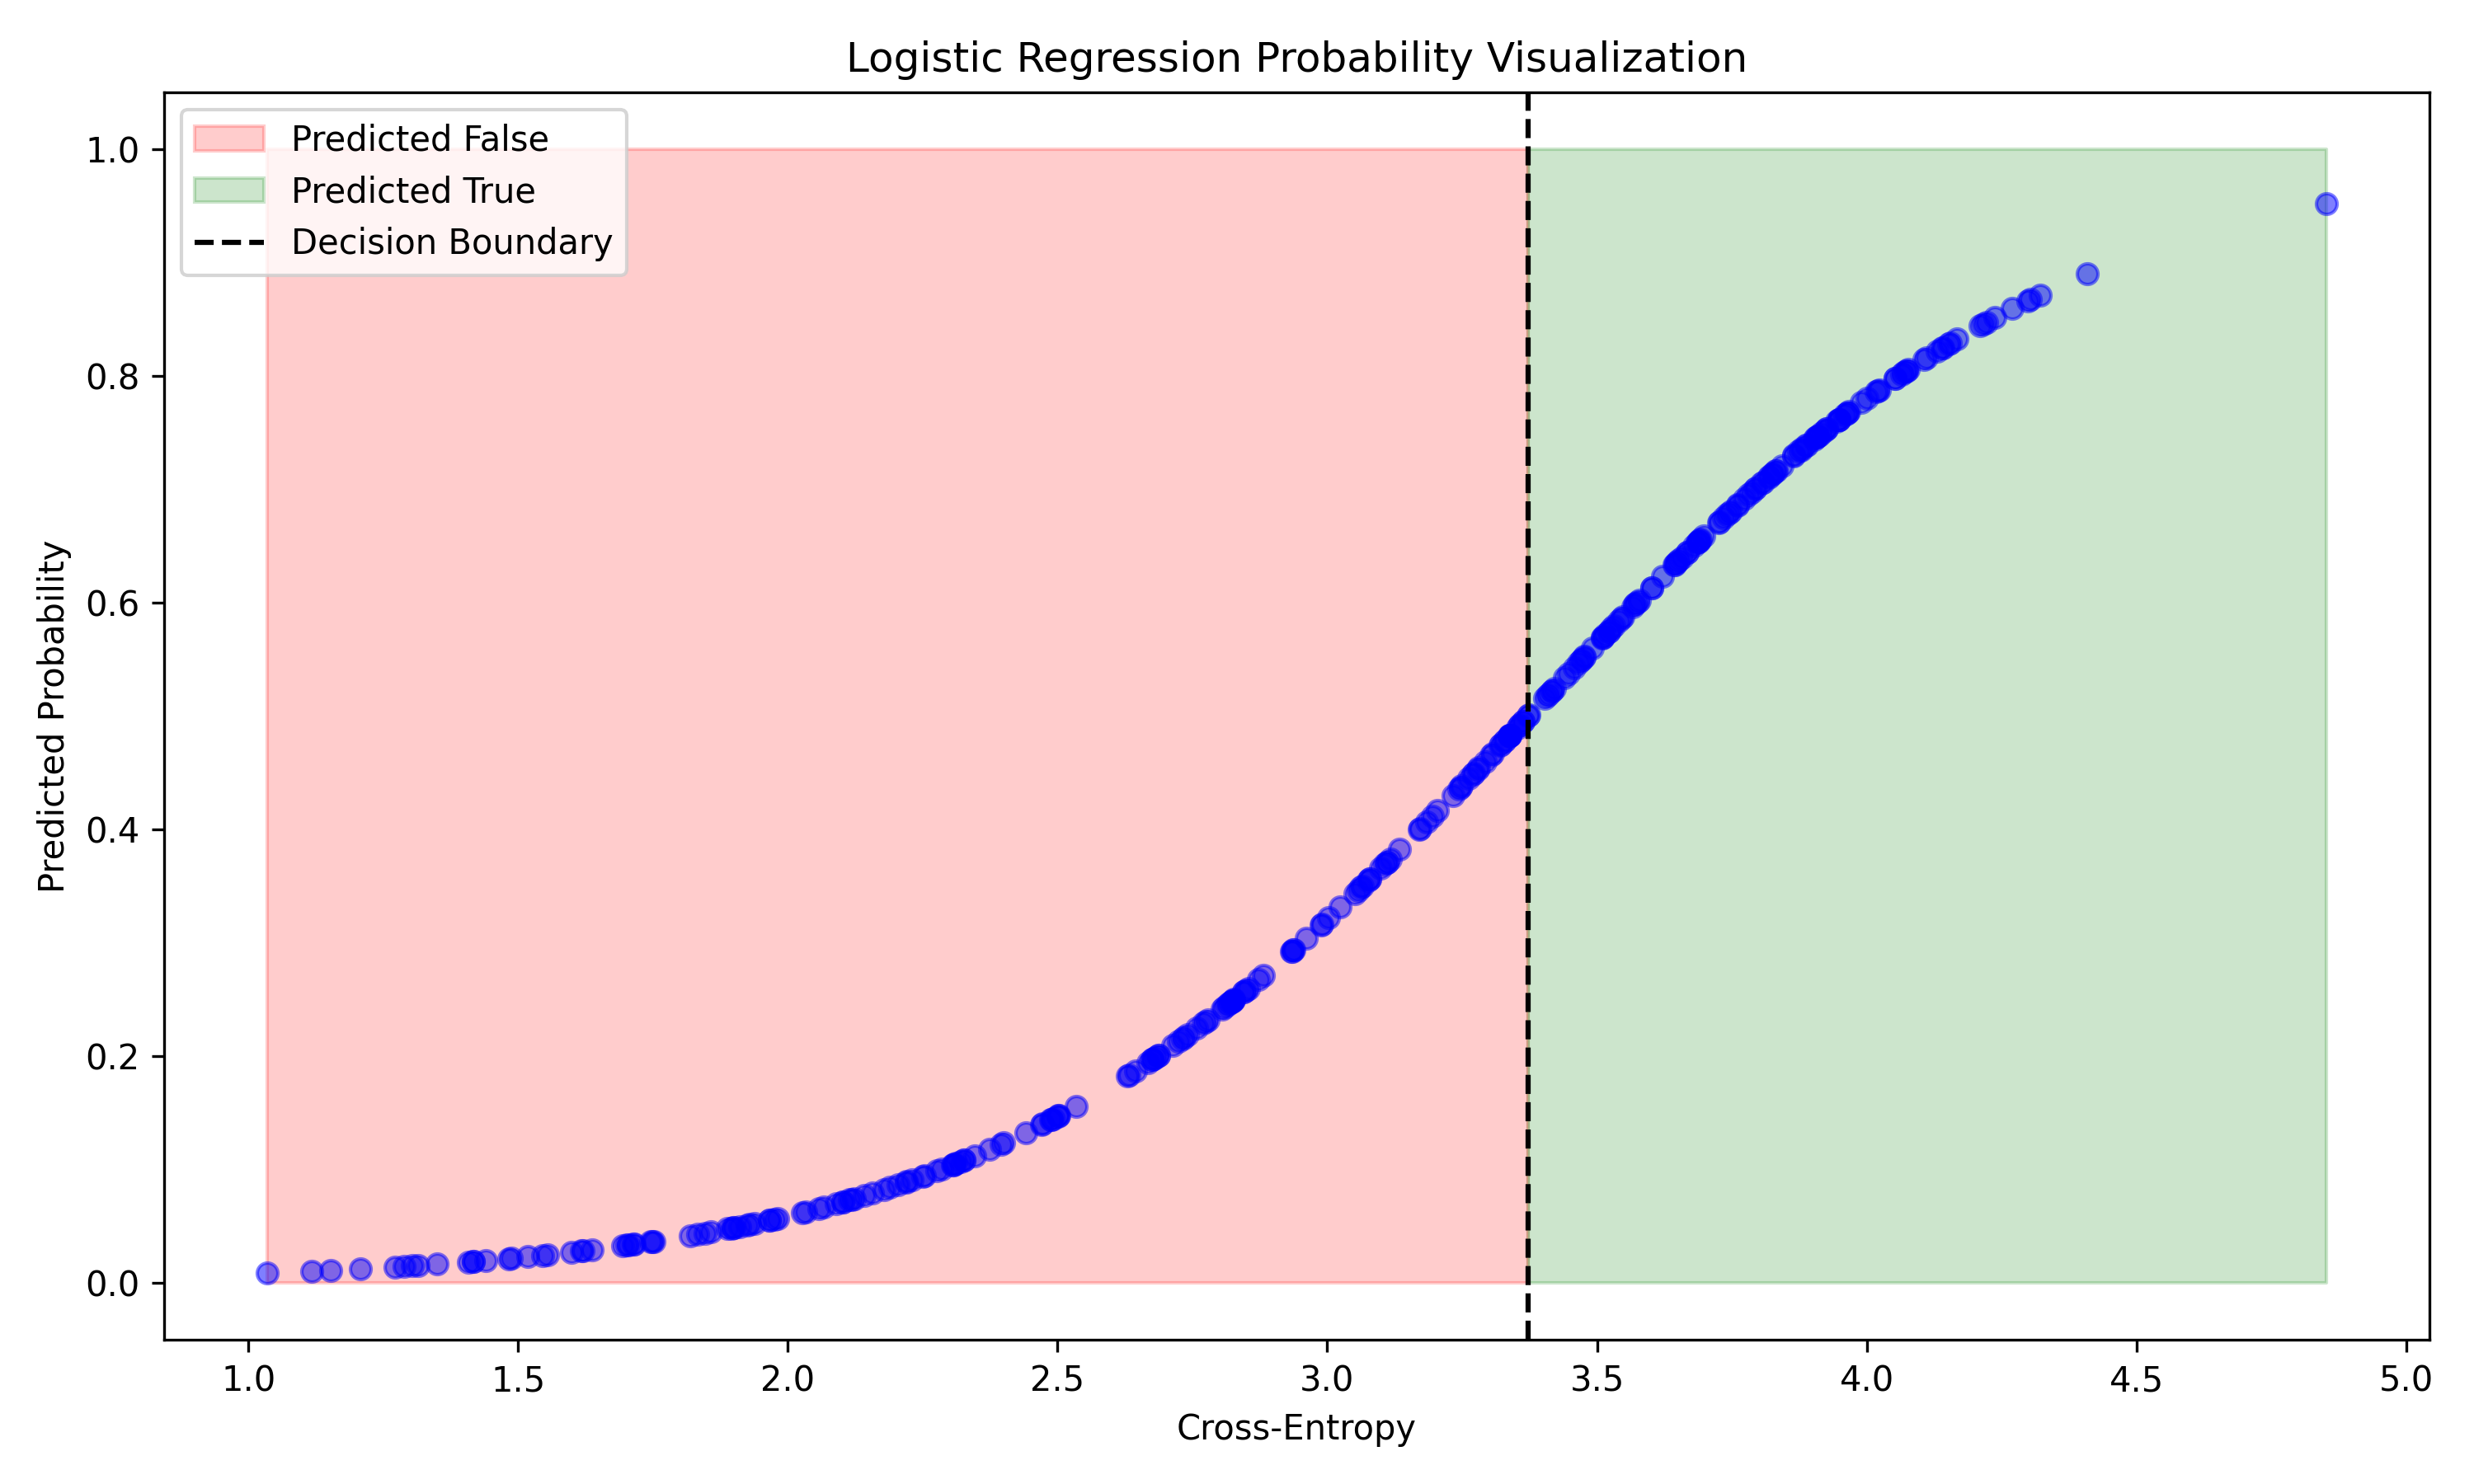 Logistic Regression Probability Visualization
Predicted False
Predicted True
Decision Boundary
Predicted Probability
1.0
0.8
0.6
0.4
0.2
0.0
1.0 1.5 2.0 2.5 3.0 3.5 4.0 4.5 5.0
Cross-Entropy